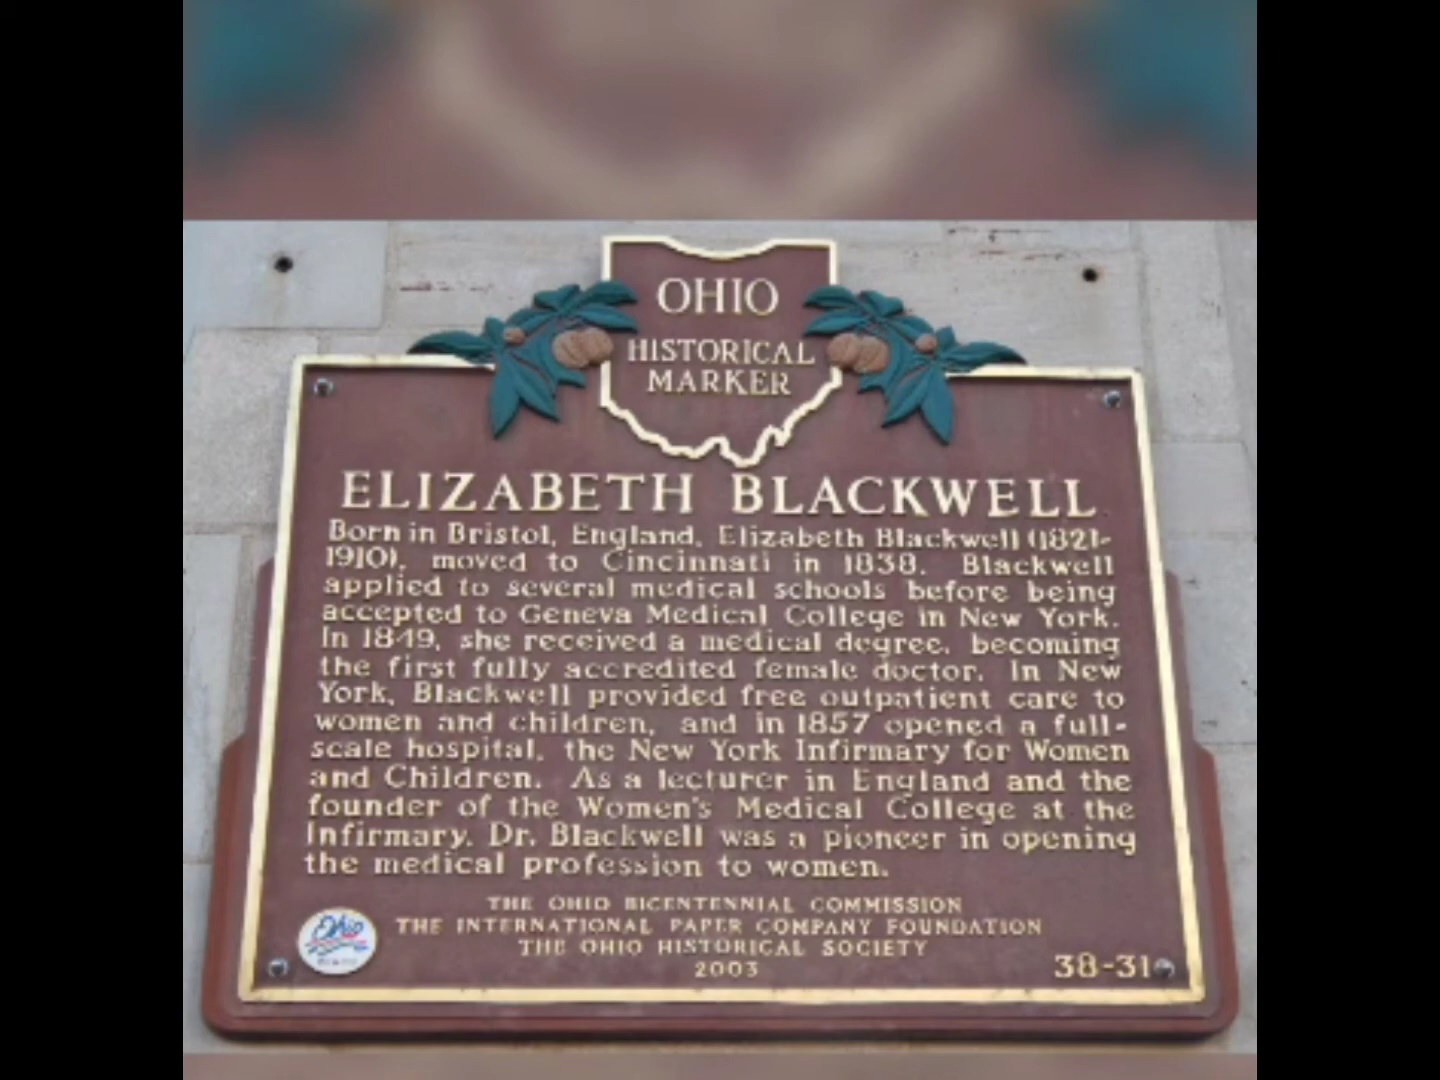 OHIO
HISTORICAL
MARKER
ELIZABETH BLACKWELL
Born in Bristol, England, Elizabeth Blackwell (1821-
1910), moved to Cincinnati in 1838. Blackwell
applied to several medical schools before being
accepted to Geneva Medical College in New York.
In 1849, she received a medical degree, becoming
the first fully accredited female doctor. In New
York, Blackwell provided free outpatient care to
women and children, and in 1857 opened a full-
scale hospital, the New York Infirmary for Women
and Children. As a lecturer in England and the
founder of the Women's Medical College at the
Infirmary, Dr. Blackwell was a pioneer in opening
the medical profession to women.
THE OHIO BICENTENNIAL COMMISSION
THE INTERNATIONAL PAPER COMPANY FOUNDATION
THE OHIO HISTORICAL SOCIETY
2003
38-31
Ohio